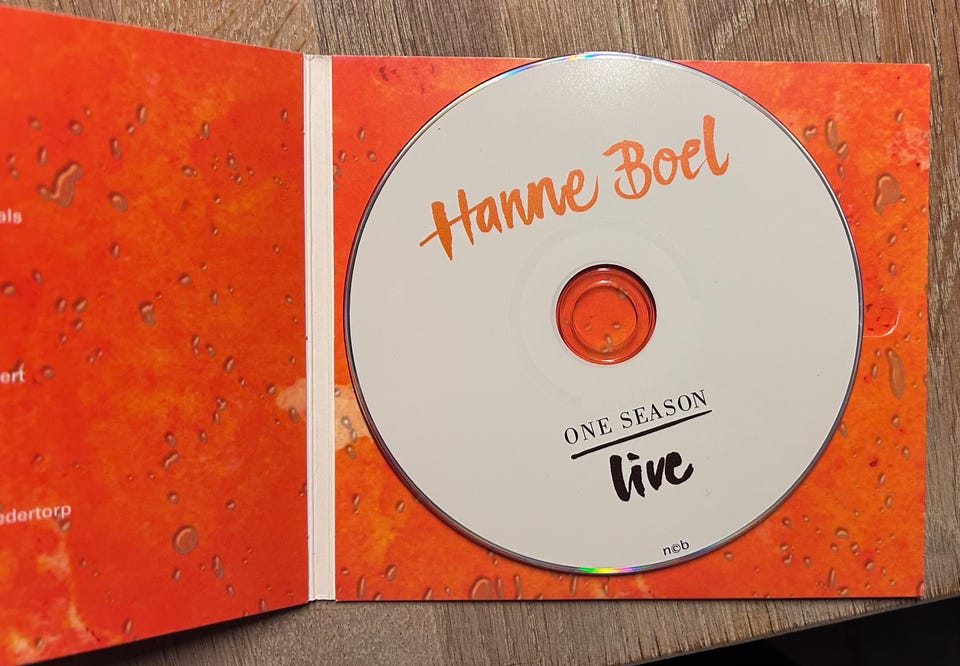 als
ert
edertorp
Hanne Boel
ONE SEASON
live
n©b